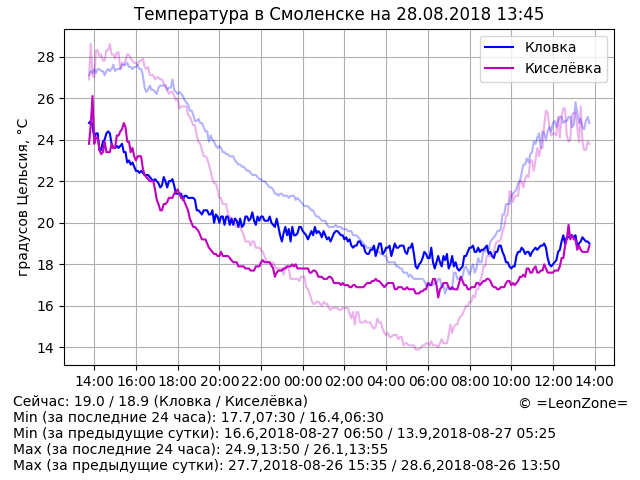 Температура в Смоленске на 28.08.2018 13:45
Кловка
Киселёвка
градусов Цельсия, °C
28
26
24
22
20
18
16
14
14:00 16:00 18:00 20:00 22:00 00:00 02:00 04:00 06:00 08:00 10:00 12:00 14:00
Сейчас: 19.0 / 18.9 (Кловка / Киселёвка)
© =LeonZone=
Min (за последние 24 часа): 17.7,07:30 / 16.4,06:30
Min (за предыдущие сутки): 16.6,2018-08-27 06:50 / 13.9,2018-08-27 05:25
Max (за последние 24 часа): 24.9,13:50 / 26.1,13:55
Max (за предыдущие сутки): 27.7,2018-08-26 15:35 / 28.6,2018-08-26 13:50